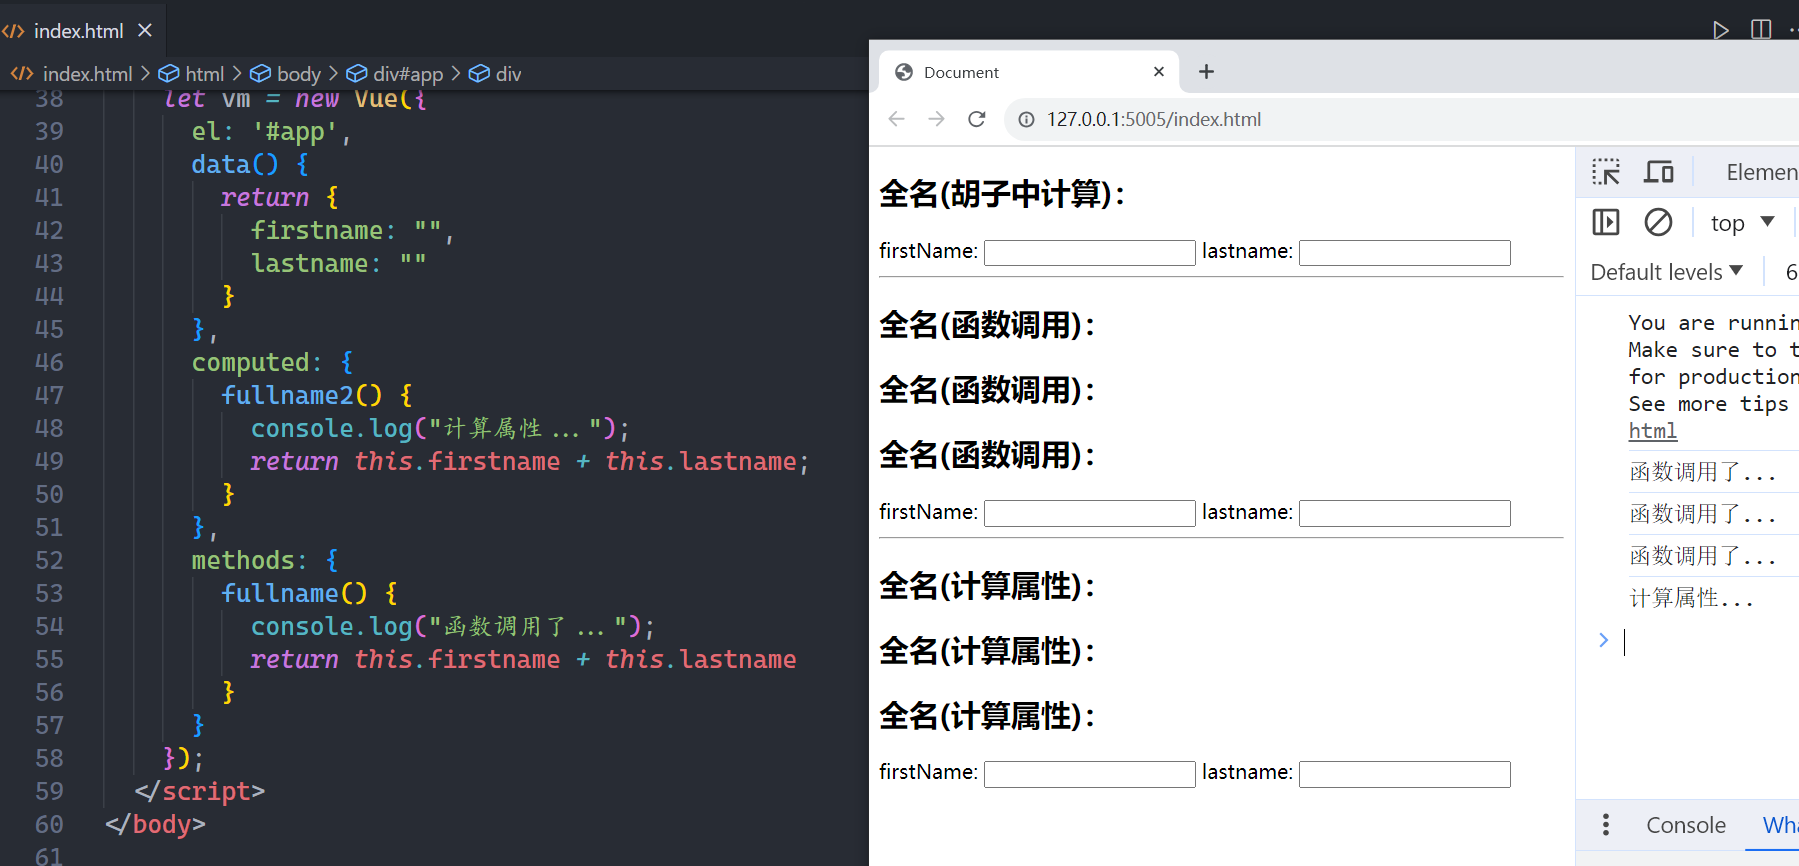 index.html
index.html > html > body > div#app > div
38 let vm = new Vue({
39 el: '#app',
40 data() {
41 return {
42 firstname: "",
43 lastname: ""
44 }
45 },
46 computed: {
47 fullname2() {
48 console.log("计算属性...");
49 return this.firstname + this.lastname;
50 }
51 },
52 methods: {
53 fullname() {
54 console.log("函数调用了...");
55 return this.firstname + this.lastname
56 }
57 }
58 });
59 </script>
60 </body>
61
Document
127.0.0.1:5005/index.html
全名(胡子中计算):
firstName: lastname:
全名(函数调用):
全名(函数调用):
全名(函数调用):
firstName: lastname:
全名(计算属性):
全名(计算属性):
全名(计算属性):
firstName: lastname:
Elemen
top
Default levels 6
You are runnin
Make sure to t
for production
See more tips
html
函数调用了...
函数调用了...
函数调用了...
计算属性...
>
Console Wha